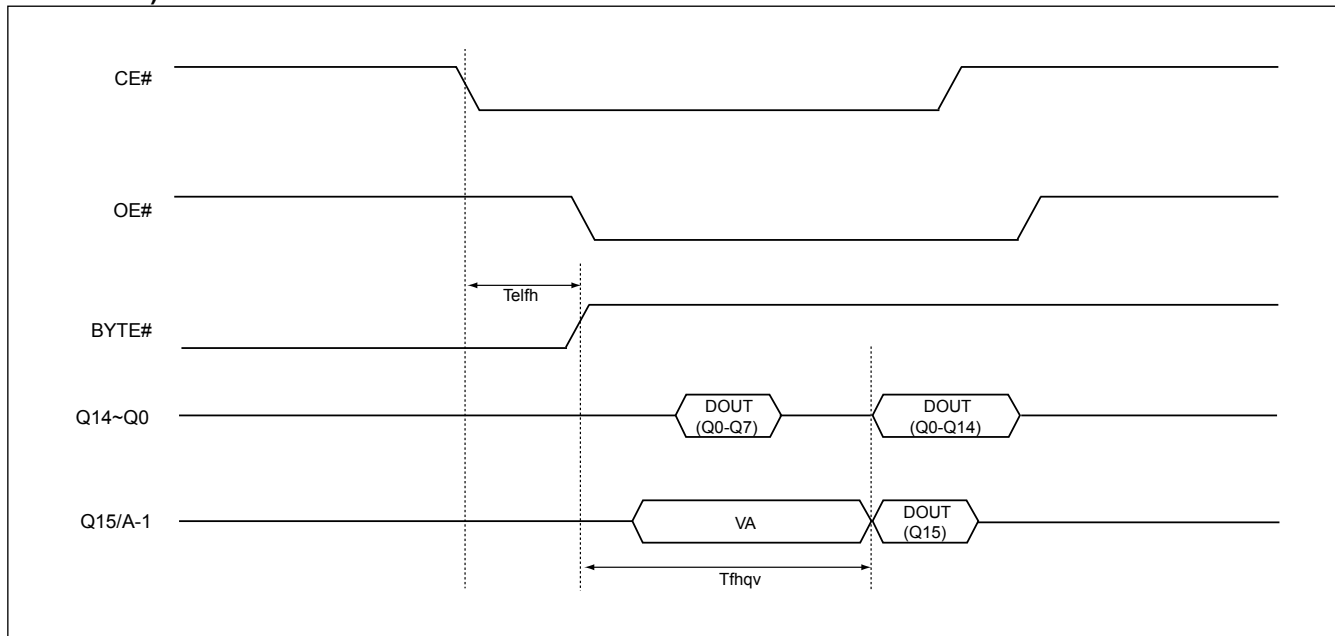 CE#
OE#
Telfh
BYTE#
Q14~Q0
DOUT
(Q0-Q7)
DOUT
(Q0-Q14)
Q15/A-1
VA
DOUT
(Q15)
Tfhqv